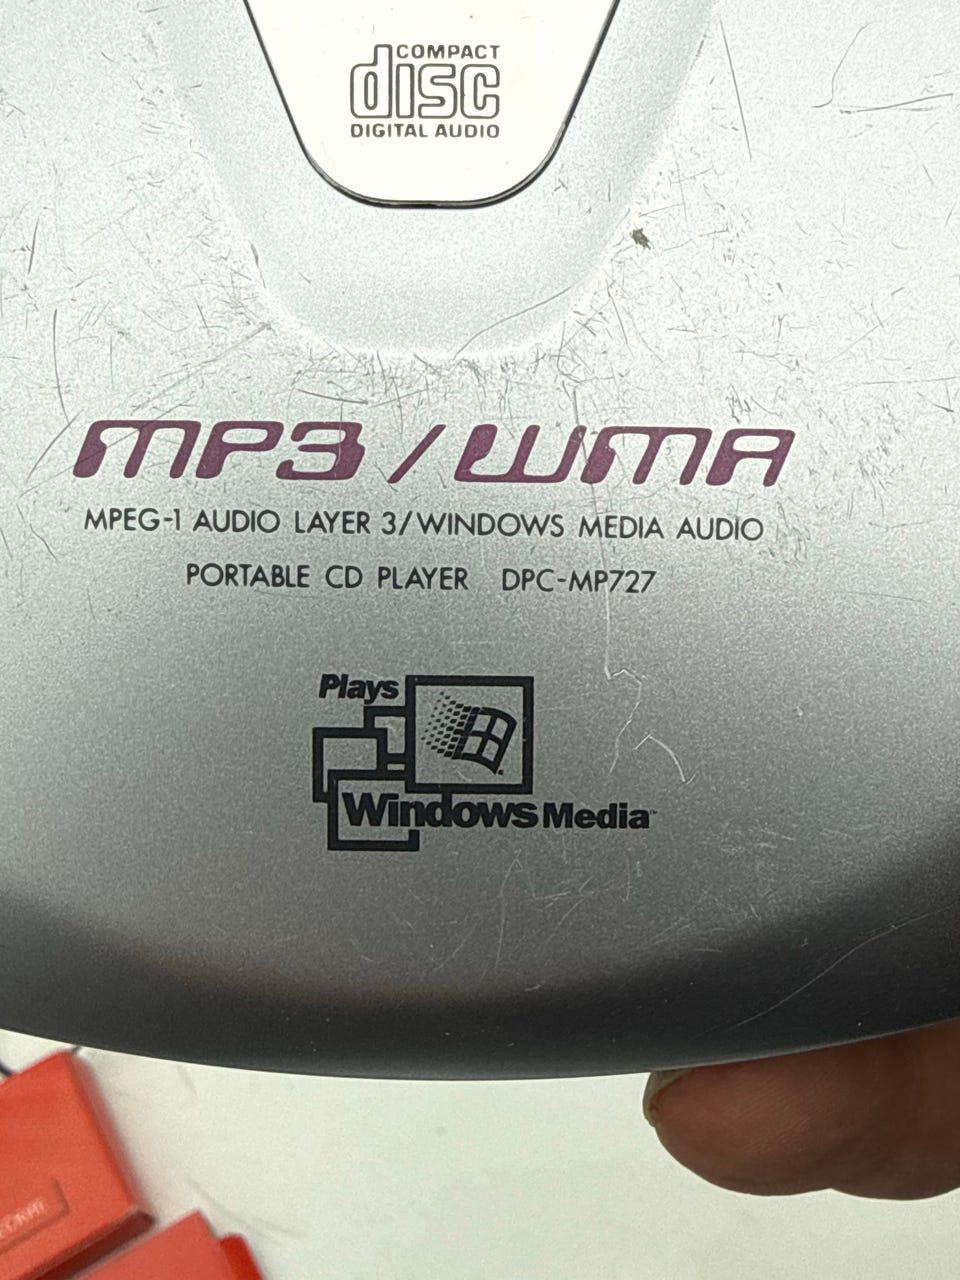 COMPACT
disc
DIGITAL AUDIO
MP3/WMA
MPEG-1 AUDIO LAYER 3/WINDOWS MEDIA AUDIO
PORTABLE CD PLAYER DPC-MP727
Plays
Windows Media™